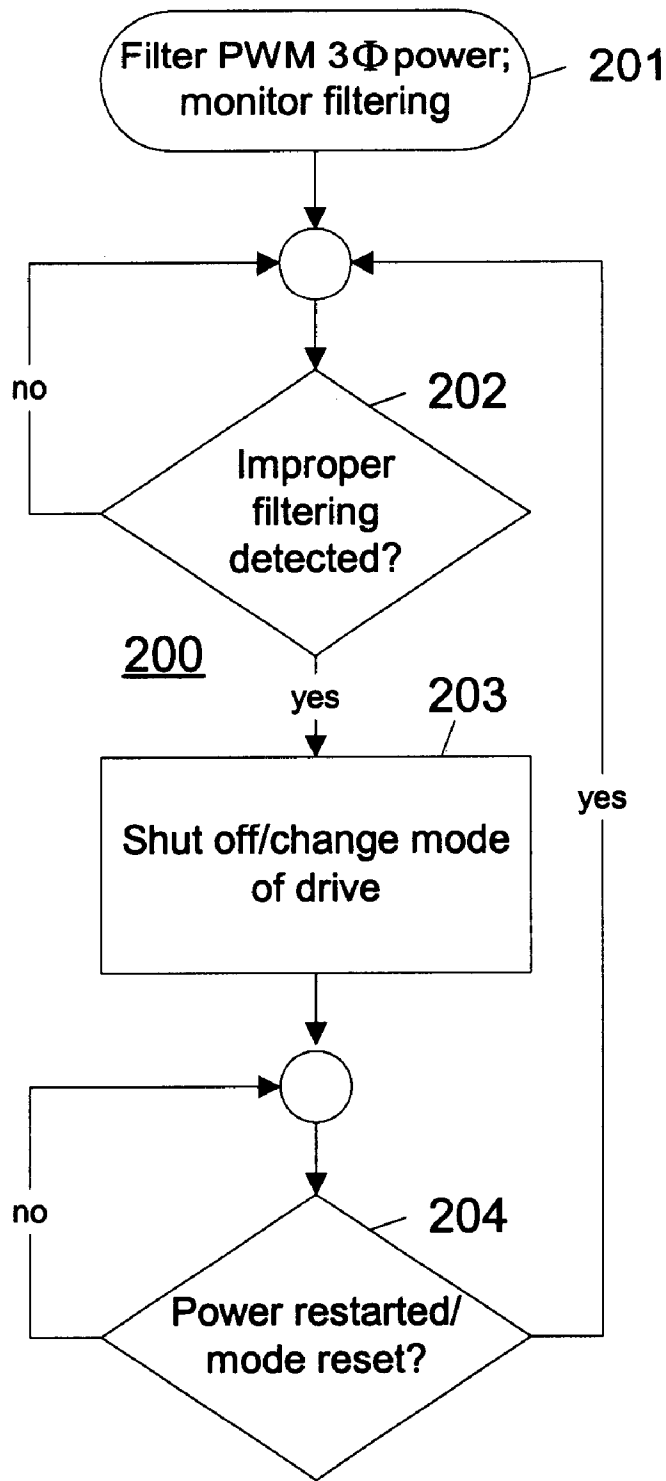 Filter PWM 3Φ power;
monitor filtering
201
no
202
Improper
filtering
detected?
200
yes
203
Shut off/change mode
of drive
yes
no
204
Power restarted/
mode reset?